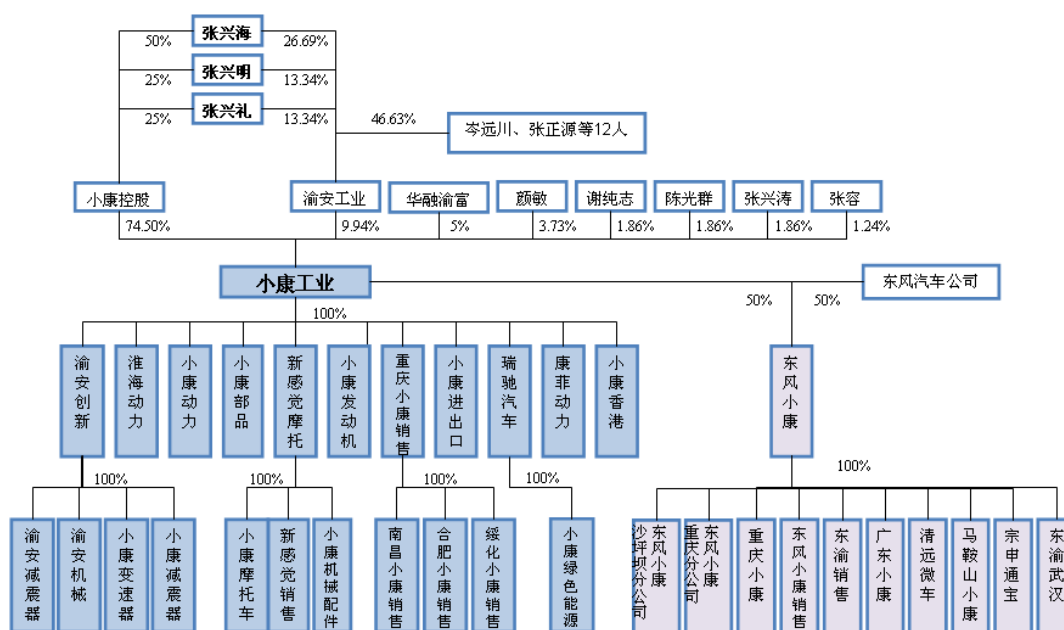 50% 张兴海 26.69%
25% 张兴明 13.34%
25% 张兴礼 13.34%
46.63% 岑远川、张正源等12人
小康控股 渝安工业 华融渝富 颜敏 谢纯志 陈光群 张兴涛 张容
74.50% 9.94% 5% 3.73% 1.86% 1.86% 1.86% 1.24%
小康工业 东风汽车公司
50% 50%
100%
渝安创新
淮海动力
小康动力
小康部品
新感觉摩托
小康发动机
重庆小康销售
小康进出口
瑞驰汽车
康菲动力
小康香港
东风小康
100% 100% 100% 100% 100%
渝安减震器
渝安机械
小康变速器
小康减震器
小康摩托车
新感觉销售
小康机械配件
南昌小康销售
合肥小康销售
绥化小康销售
小康绿色能源
东风小康
沙坪坝分公司
东风小康
重庆分公司
重庆小康
东风小康销售
东渝销售
广东小康
清远微车
马鞍山小康
宗申通宝
东渝武汉